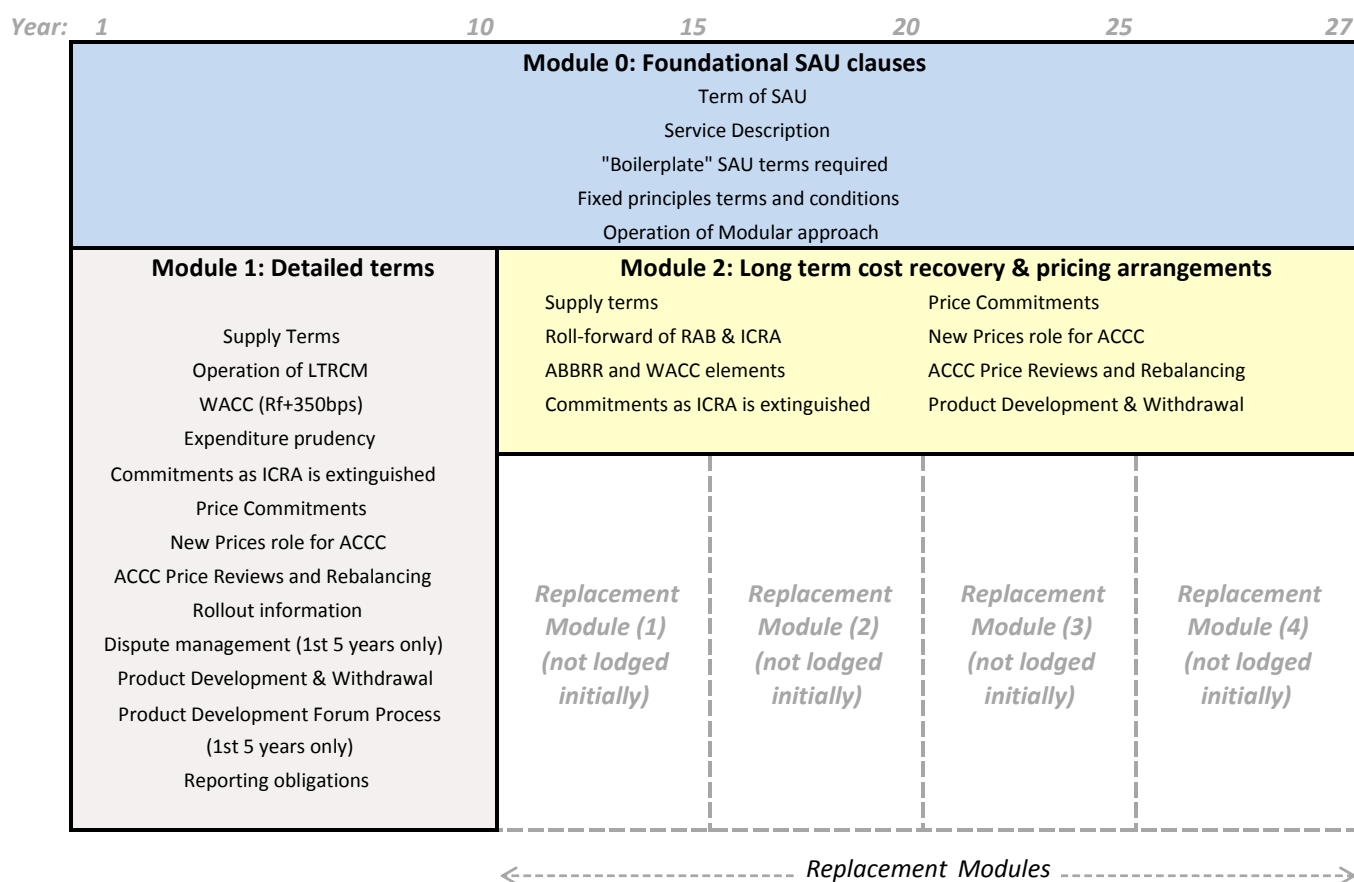 Year: 1 10 15 20 25 27
Module 0: Foundational SAU clauses
Term of SAU
Service Description
"Boilerplate" SAU terms required
Fixed principles terms and conditions
Operation of Modular approach
Module 1: Detailed terms
Supply Terms
Operation of LTRCM
WACC (Rf+350bps)
Expenditure prudency
Commitments as ICRA is extinguished
Price Commitments
New Prices role for ACCC
ACCC Price Reviews and Rebalancing
Rollout information
Dispute management (1st 5 years only)
Product Development & Withdrawal
Product Development Forum Process
(1st 5 years only)
Reporting obligations
Module 2: Long term cost recovery & pricing arrangements
Supply terms
Roll-forward of RAB & ICRA
ABBRR and WACC elements
Commitments as ICRA is extinguished
Price Commitments
New Prices role for ACCC
ACCC Price Reviews and Rebalancing
Product Development & Withdrawal
Replacement
Module (1)
(not lodged
initially)
Replacement
Module (2)
(not lodged
initially)
Replacement
Module (3)
(not lodged
initially)
Replacement
Module (4)
(not lodged
initially)
Replacement Modules